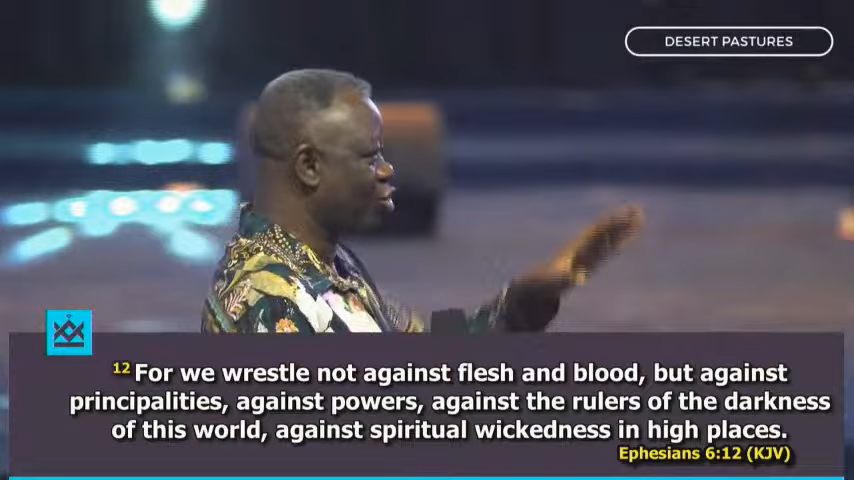 DESERT PASTURES
12 For we wrestle not against flesh and blood, but against
principalities, against powers, against the rulers of the darkness
of this world, against spiritual wickedness in high places.
Ephesians 6:12 (KJV)